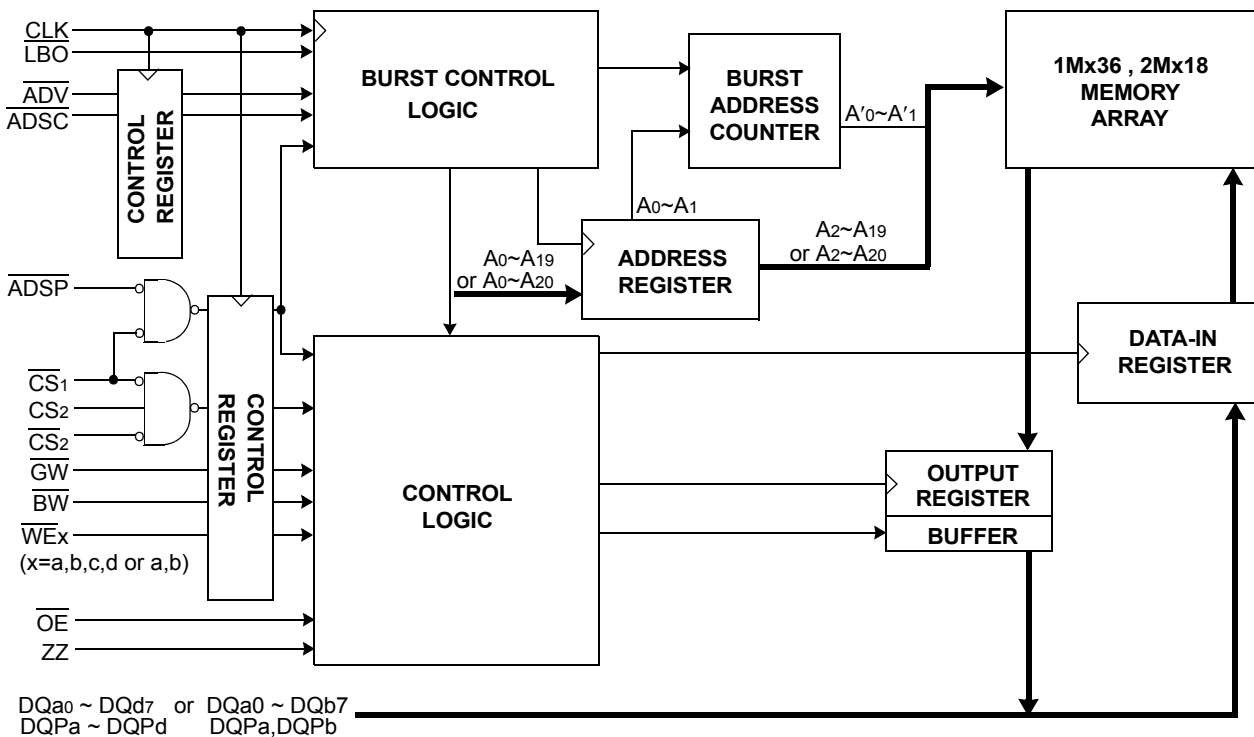 CLK
LBO
ADV
ADSC
CONTROL
REGISTER
BURST CONTROL
LOGIC
BURST
ADDRESS
COUNTER
A′0~A′1
1Mx36 , 2Mx18
MEMORY
ARRAY
A0~A1
A0~A19
or A0~A20
ADDRESS
REGISTER
A2~A19
or A2~A20
ADSP
CS1
CS2
CS2
GW
BW
WEx
(x=a,b,c,d or a,b)
OE
ZZ
CONTROL
REGISTER
CONTROL
LOGIC
DATA-IN
REGISTER
OUTPUT
REGISTER
BUFFER
DQa0 ~ DQd7 or DQa0 ~ DQb7
DQPa ~ DQPd DQPa,DQPb